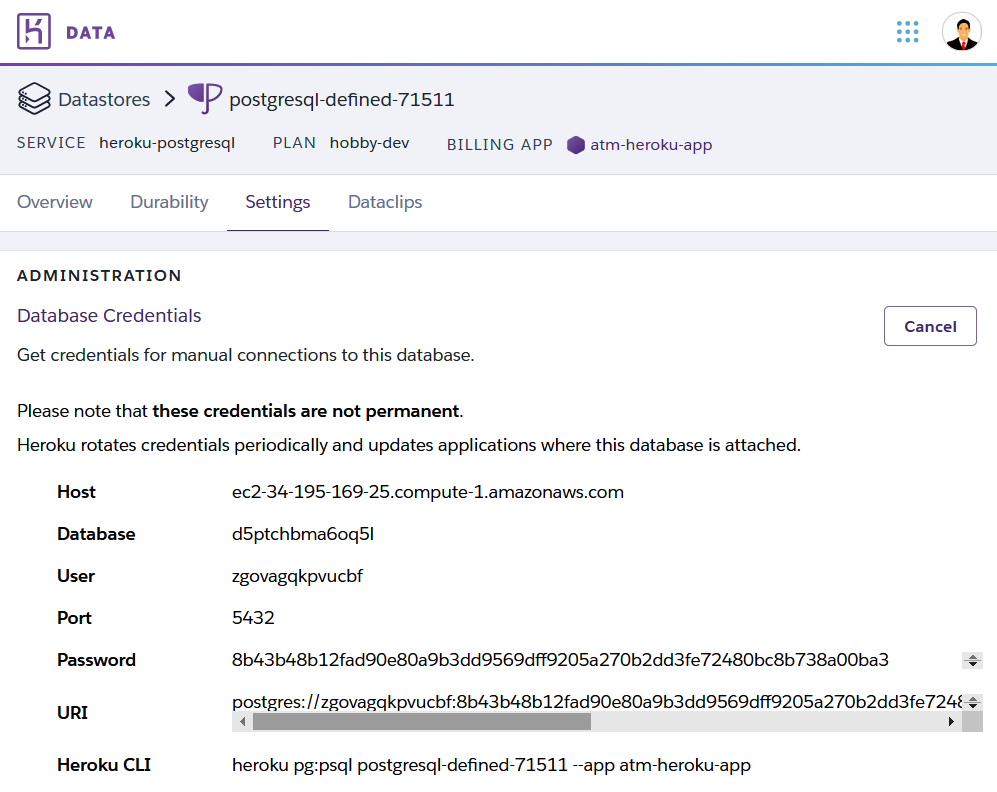 DATA
Datastores > postgresql-defined-71511
SERVICE heroku-postgresql PLAN hobby-dev BILLING APP atm-heroku-app
Overview Durability Settings Dataclips
ADMINISTRATION
Database Credentials
Cancel
Get credentials for manual connections to this database.
Please note that these credentials are not permanent.
Heroku rotates credentials periodically and updates applications where this database is attached.
Host ec2-34-195-169-25.compute-1.amazonaws.com
Database d5ptchbma6oq5l
User zgovagqkpvucbf
Port 5432
Password 8b43b48b12fad90e80a9b3dd9569dff9205a270b2dd3fe72480bc8b738a00ba3
URI postgres://zgovagqkpvucbf:8b43b48b12fad90e80a9b3dd9569dff9205a270b2dd3fe7248
Heroku CLI heroku pg:psql postgresql-defined-71511 --app atm-heroku-app